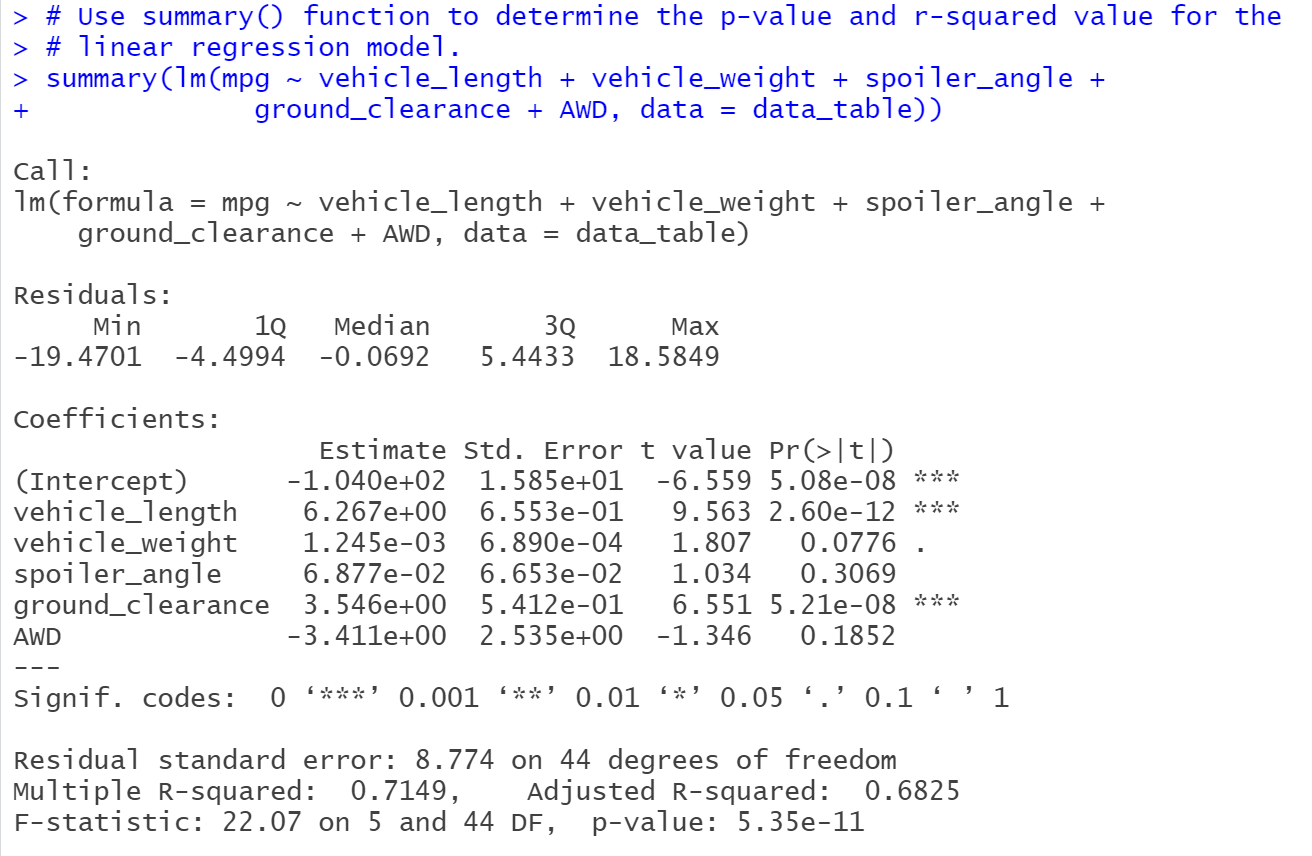 > # Use summary() function to determine the p-value and r-squared value for the
> # linear regression model.
> summary(lm(mpg ~ vehicle_length + vehicle_weight + spoiler_angle +
+               ground_clearance + AWD, data = data_table))

Call:
lm(formula = mpg ~ vehicle_length + vehicle_weight + spoiler_angle +
    ground_clearance + AWD, data = data_table)

Residuals:
     Min       1Q   Median       3Q      Max
-19.4701  -4.4994  -0.0692   5.4433  18.5849

Coefficients:
                   Estimate Std. Error t value Pr(>|t|)
(Intercept)      -1.040e+02  1.585e+01  -6.559 5.08e-08 ***
vehicle_length    6.267e+00  6.553e-01   9.563 2.60e-12 ***
vehicle_weight    1.245e-03  6.890e-04   1.807   0.0776 .
spoiler_angle     6.877e-02  6.653e-02   1.034   0.3069
ground_clearance  3.546e+00  5.412e-01   6.551 5.21e-08 ***
AWD              -3.411e+00  2.535e+00  -1.346   0.1852
---
Signif. codes:  0 ‘***’ 0.001 ‘**’ 0.01 ‘*’ 0.05 ‘.’ 0.1 ‘ ’ 1

Residual standard error: 8.774 on 44 degrees of freedom
Multiple R-squared:  0.7149,    Adjusted R-squared:  0.6825
F-statistic: 22.07 on 5 and 44 DF,  p-value: 5.35e-11